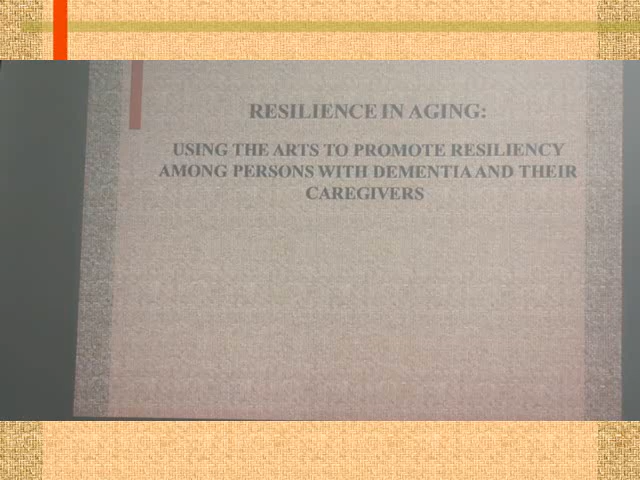 RESILIENCE IN AGING:
USING THE ARTS TO PROMOTE RESILIENCY
AMONG PERSONS WITH DEMENTIA AND THEIR
CAREGIVERS